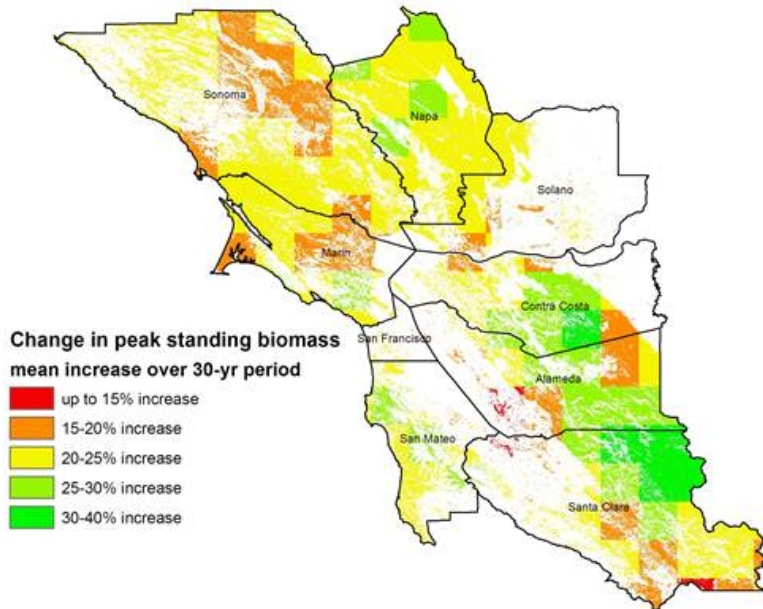 Sonoma
Napa
Solano
Marin
Contra Costa
San Francisco
Alameda
San Mateo
Santa Clara
Change in peak standing biomass
mean increase over 30-yr period
up to 15% increase
15-20% increase
20-25% increase
25-30% increase
30-40% increase